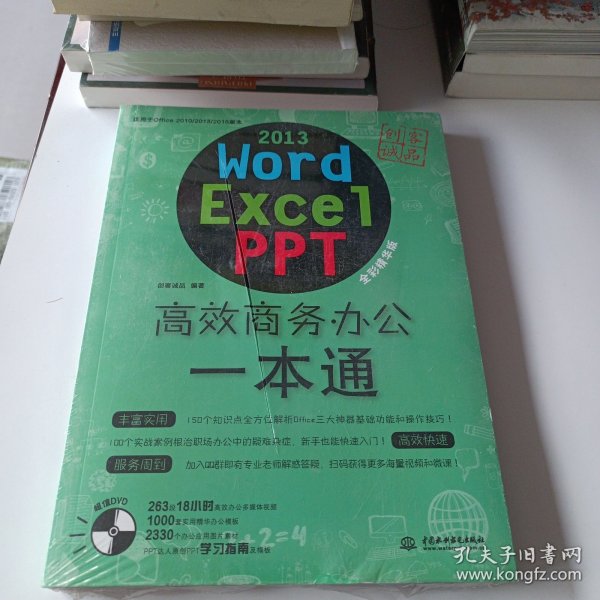 适用于Office 2010/2013/2016版本
2013
Word
Excel
PPT
全彩精华版
创客
诚品
创客诚品 编著
高效商务办公
一本通
丰富实用 150个知识点全方位解析Office三大神器基础功能和操作技巧！
100个实战案例根治职场办公中的疑难杂症，新手也能快速入门！ 高效快速
服务周到 加入QQ群即有专业老师解惑答疑，扫码获得更多海量视频和微课！
超值DVD
263段18小时高效办公多媒体视频
1000套实用精华办公模板
2330个办公应用图片素材
PPT达人原创PPT学习指南及模板
2=4
中国水利水电出版社
孔夫子旧书网
www.kongfz.com